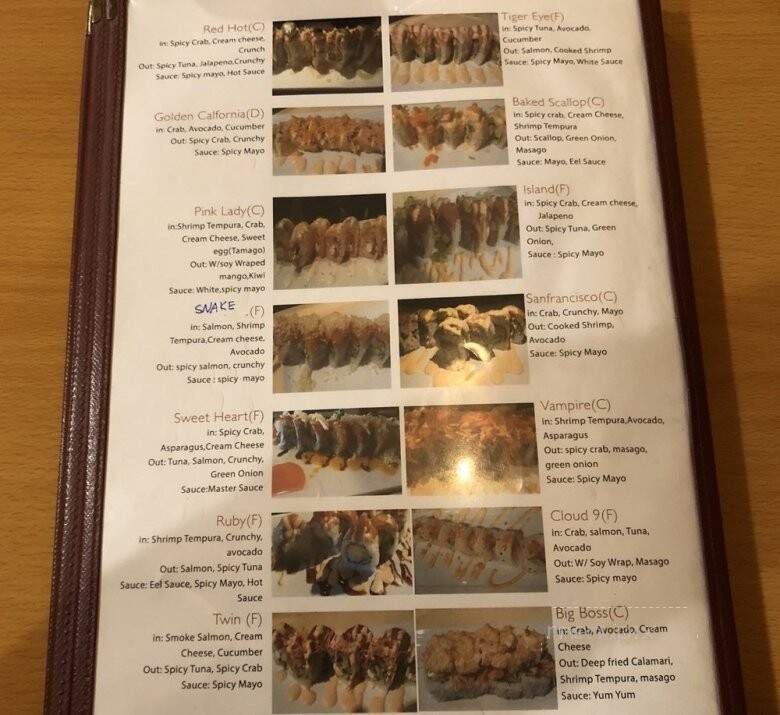 Red Hot(C)
in: Spicy Crab, Cream cheese,
Crunch
Out: Spicy Tuna, Jalapeno,Crunchy
Sauce: Spicy mayo, Hot Sauce
Golden Calfornia(D)
in: Crab, Avocado, Cucumber
Out: Spicy Crab, Crunchy
Sauce: Spicy Mayo
Pink Lady(C)
in:Shrimp Tempura, Crab,
Cream Cheese, Sweet
egg(Tamago)
Out: W/soy Wraped
mango,Kiwi
Sauce: White,spicy mayo
SNAKE .(F)
in: Salmon, Shrimp
Tempura,Cream cheese,
Avocado
Out: spicy salmon, crunchy
Sauce : spicy mayo
Sweet Heart(F)
in: Spicy Crab,
Asparagus,Cream Cheese
Out: Tuna, Salmon, Crunchy,
Green Onion
Sauce:Master Sauce
Ruby(F)
in: Shrimp Tempura, Crunchy,
avocado
Out: Salmon, Spicy Tuna
Sauce: Eel Sauce, Spicy Mayo, Hot
Sauce
Twin (F)
in: Smoke Salmon, Cream
Cheese, Cucumber
Out: Spicy Tuna, Spicy Crab
Sauce: Spicy Mayo
Tiger Eye(F)
in: Spicy Tuna, Avocado,
Cucumber
Out: Salmon, Cooked Shrimp
Sauce: Spicy Mayo, White Sauce
Baked Scallop(C)
in: Spicy crab, Cream Cheese,
Shrimp Tempura
Out: Scallop, Green Onion,
Masago
Sauce: Mayo, Eel Sauce
Island(F)
in: Spicy Crab, Cream cheese,
Jalapeno
Out: Spicy Tuna, Green
Onion,
Sauce : Spicy Mayo
Sanfrancisco(C)
in: Crab, Crunchy, Mayo
Out: Cooked Shrimp,
Avocado
Sauce: Spicy Mayo
Vampire(C)
in: Shrimp Tempura,Avocado,
Asparagus
Out: spicy crab, masago,
green onion
Sauce: Spicy Mayo
Cloud 9(F)
in: Crab, salmon, Tuna,
Avocado
Out: W/ Soy Wrap, Masago
Sauce: Spicy mayo
Big Boss(C)
in: Crab, Avocado, Cream
Cheese
Out: Deep fried Calamari,
Shrimp Tempura, masago
Sauce: Yum Yum